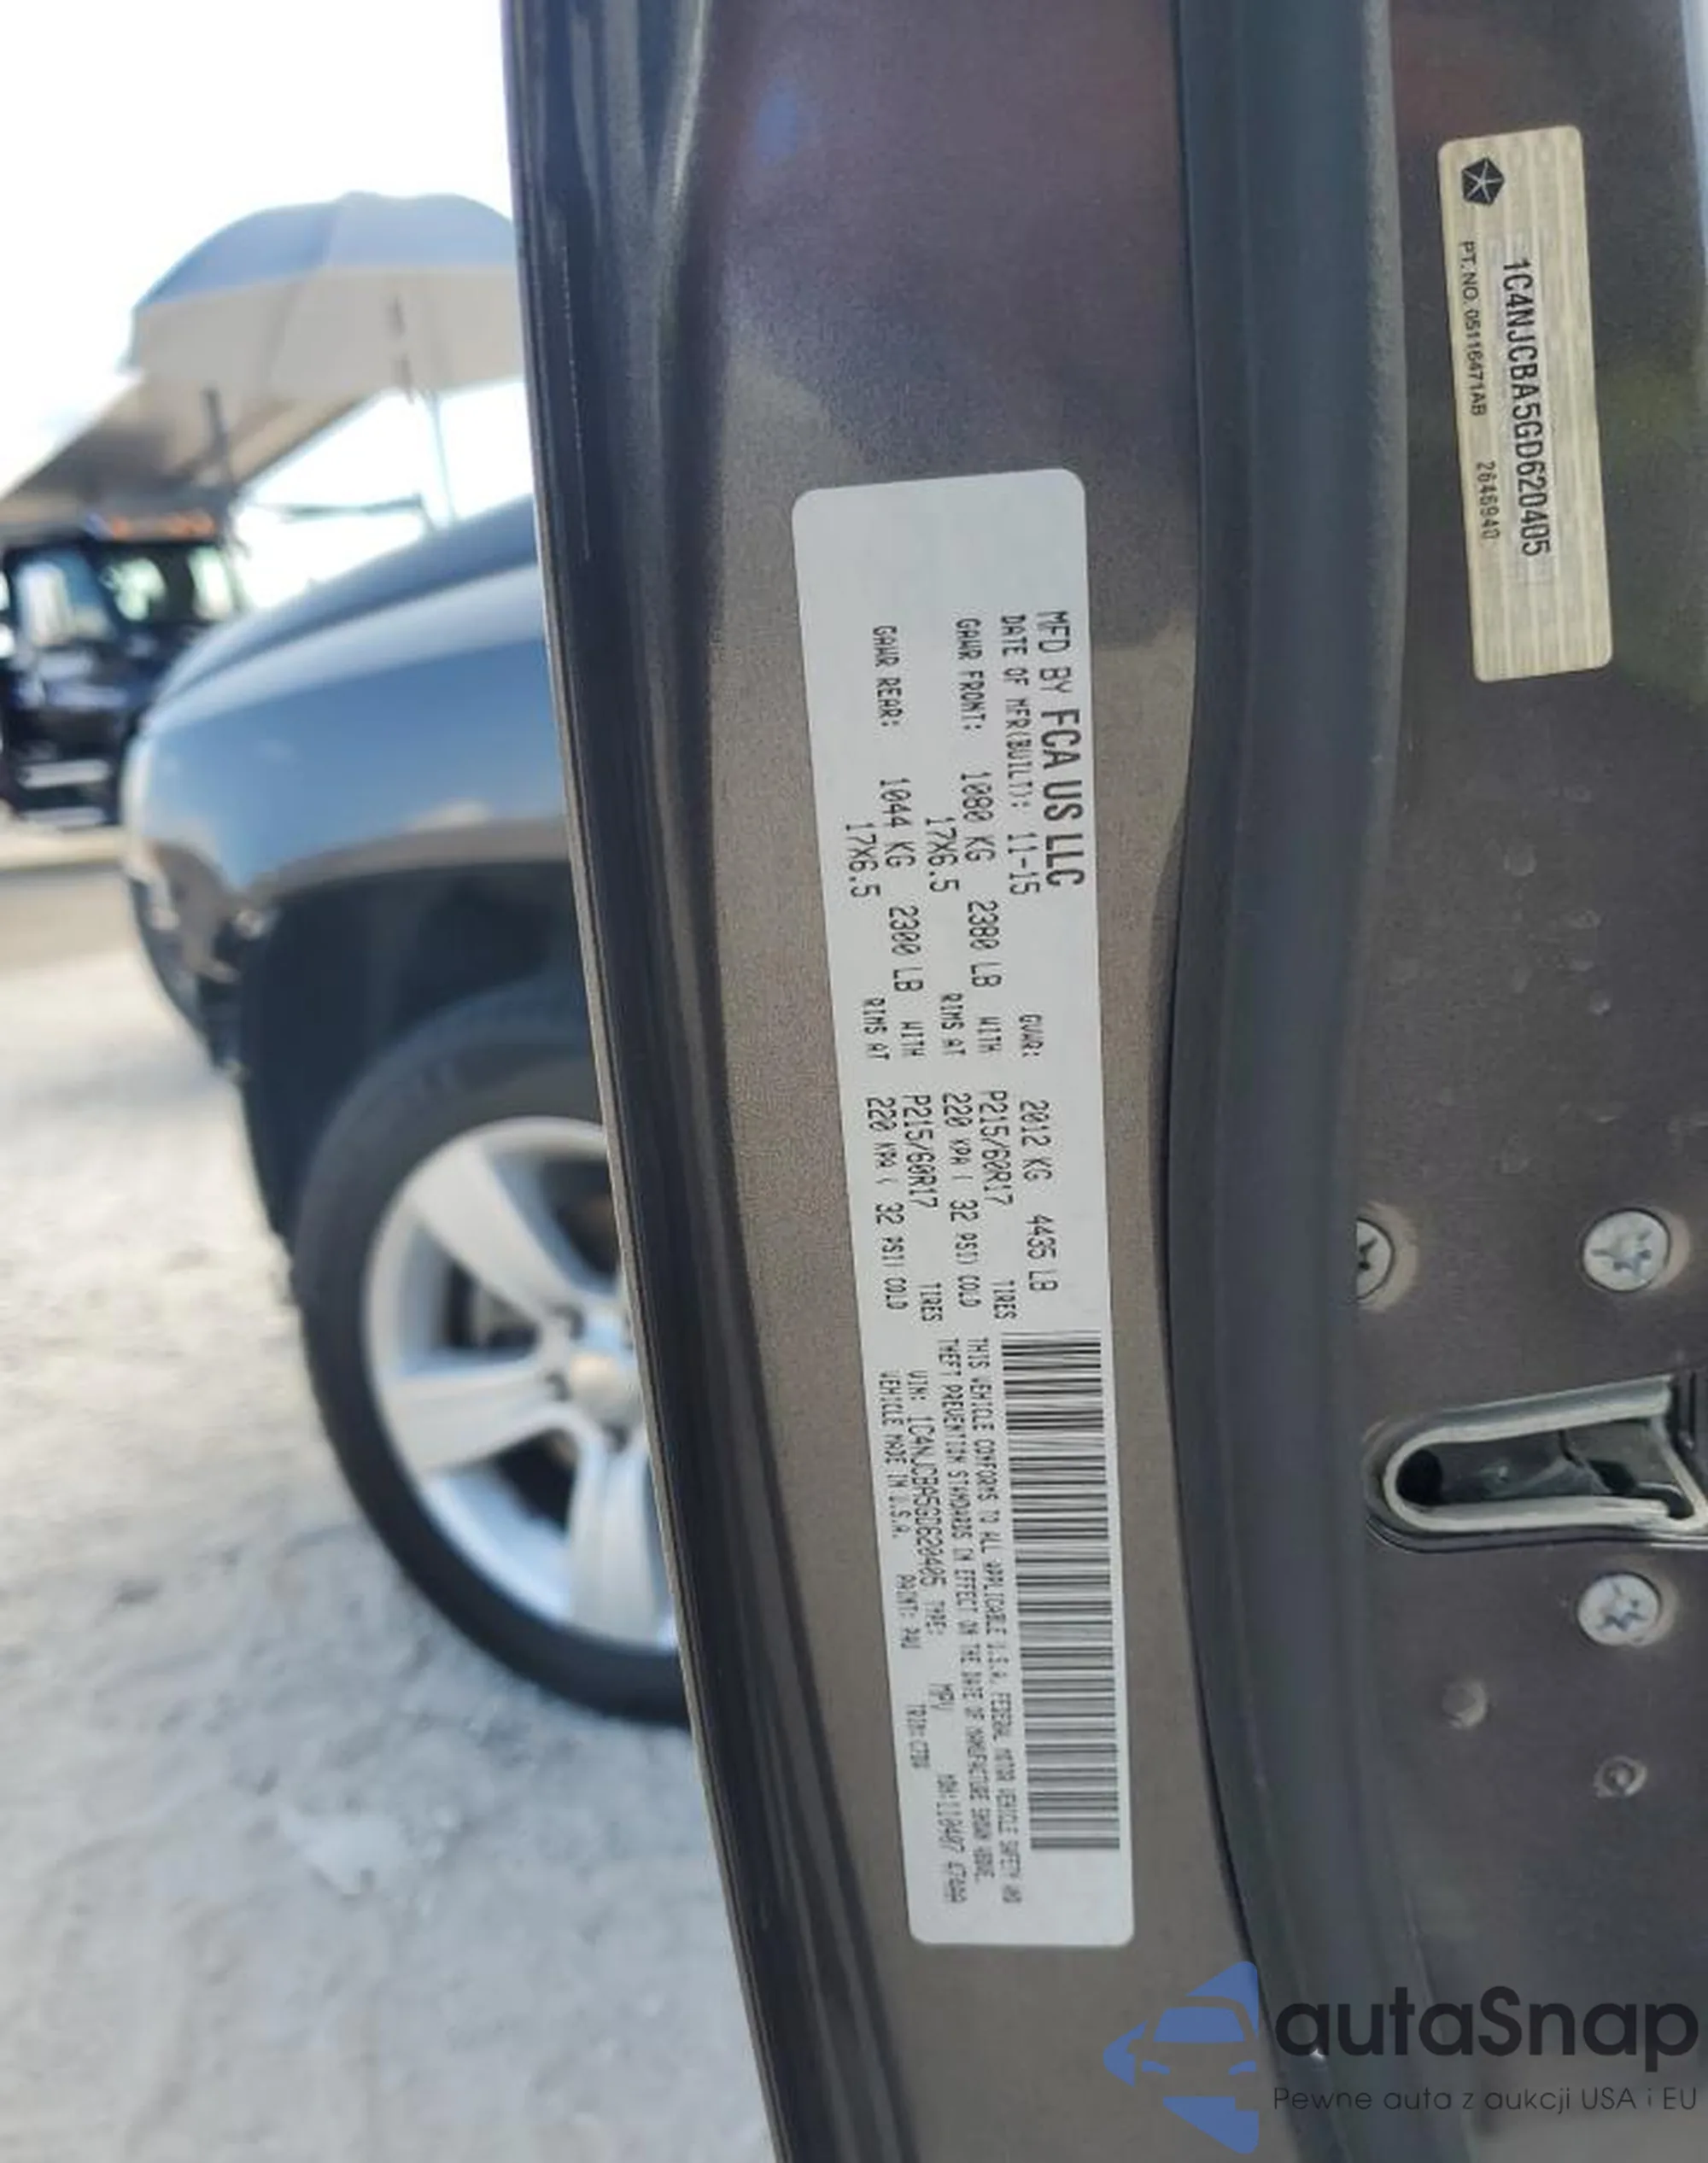 MFD BY FCA US LLC
DATE OF MFR(BUILT): 11-15 GVWR: 2012 KG 4435 LB
GAWR FRONT: 1080 KG 2380 LB WITH P215/60R17 TIRES
17X6.5 RIMS AT 220 KPA ( 32 PSI) COLD
GAWR REAR: 1044 KG 2300 LB WITH P215/60R17 TIRES
17X6.5 RIMS AT 220 KPA ( 32 PSI) COLD
THIS VEHICLE CONFORMS TO ALL APPLICABLE U.S.A. FEDERAL MOTOR VEHICLE SAFETY AND
THEFT PREVENTION STANDARDS IN EFFECT ON THE DATE OF MANUFACTURE SHOWN ABOVE.
VIN: 1C4NJCBA5GD620405 TYPE: MPV
VEHICLE MADE IN U.S.A. PAINT: PAU TRIM:
1C4NJCBA5GD620405
PT. NO. 05116471AB 2646940
autaSnap
Pewne auta z aukcji USA i EU